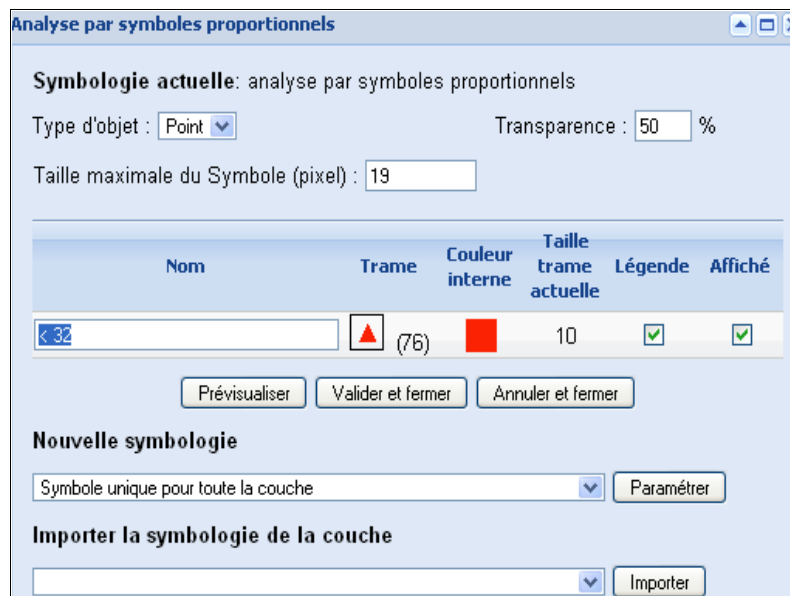 Analyse par symboles proportionnels
Symbologie actuelle: analyse par symboles proportionnels
Type d'objet : Point Transparence : 50 %
Taille maximale du Symbole (pixel) : 19
Nom Trame Couleur interne Taille trame actuelle Légende Affiché
< 32 (76) 10
Prévisualiser Valider et fermer Annuler et fermer
Nouvelle symbologie
Symbole unique pour toute la couche Paramétrer
Importer la symbologie de la couche
Importer